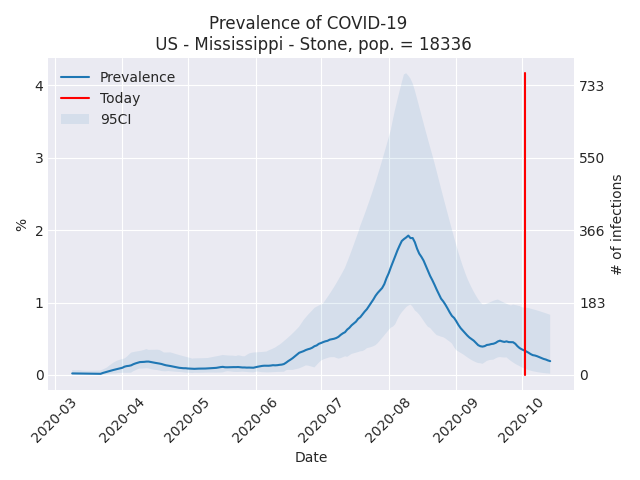 Prevalence of COVID-19
US - Mississippi - Stone, pop. = 18336
Prevalence
Today
95CI
4
3
2
1
0
%
733
550
366
183
0
# of infections
2020-03
2020-04
2020-05
2020-06
2020-07
2020-08
2020-09
2020-10
Date